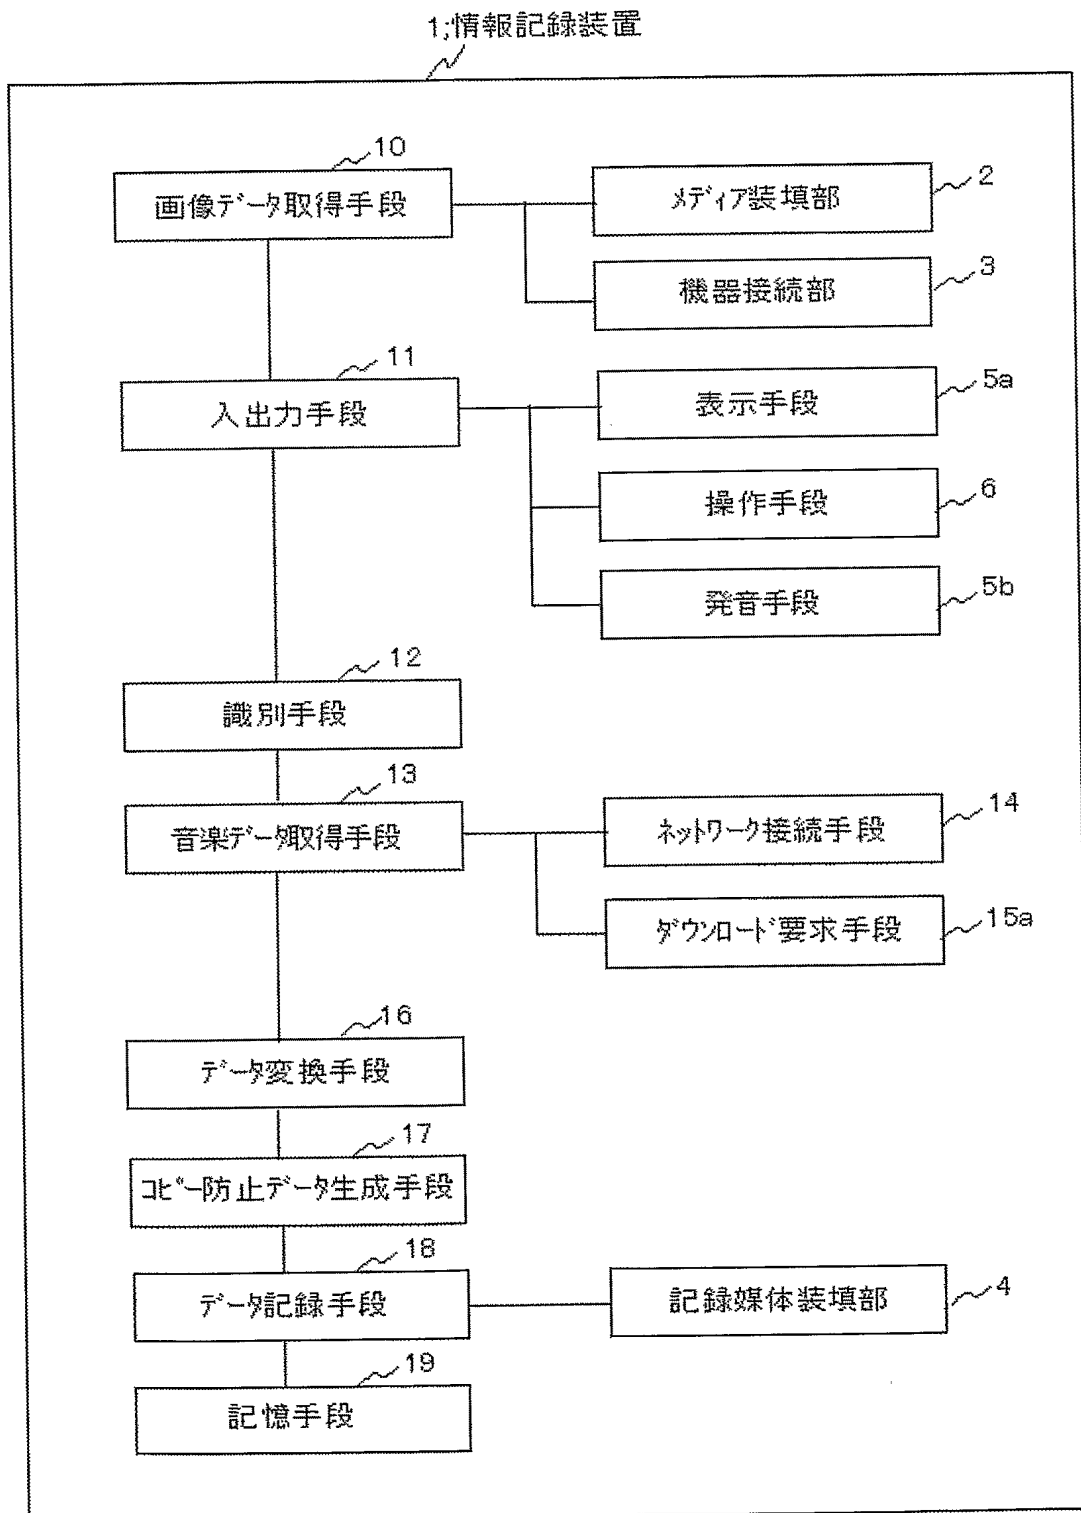 1;情報記録装置
10
画像データ取得手段
メディア装填部
2
機器接続部
3
11
入出力手段
表示手段
5a
操作手段
6
発音手段
5b
12
識別手段
13
音楽データ取得手段
ネットワーク接続手段
14
ダウンロード要求手段
15a
16
データ変換手段
17
コピー防止データ生成手段
18
データ記録手段
記録媒体装填部
4
19
記憶手段